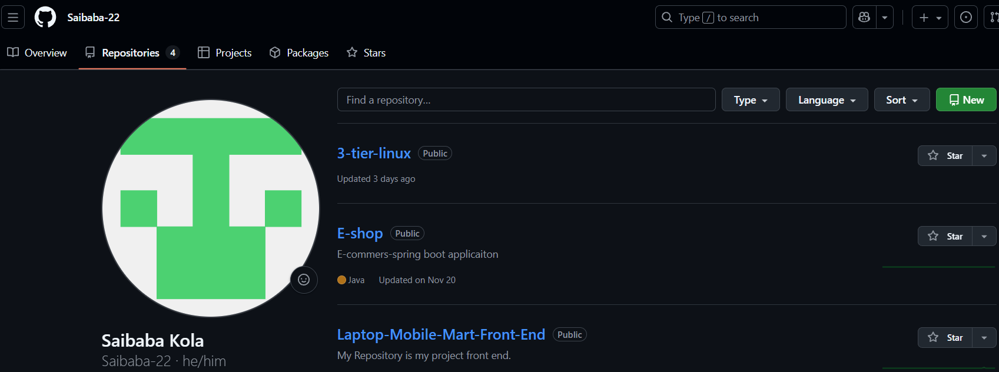 Saibaba-22
Type / to search
Overview
Repositories 4
Projects
Packages
Stars
Find a repository...
Type
Language
Sort
New
3-tier-linux Public
Star
Updated 3 days ago
E-shop Public
Star
E-commers-spring boot applicaiton
Java Updated on Nov 20
Laptop-Mobile-Mart-Front-End Public
Star
My Repository is my project front end.
Saibaba Kola
Saibaba-22 · he/him